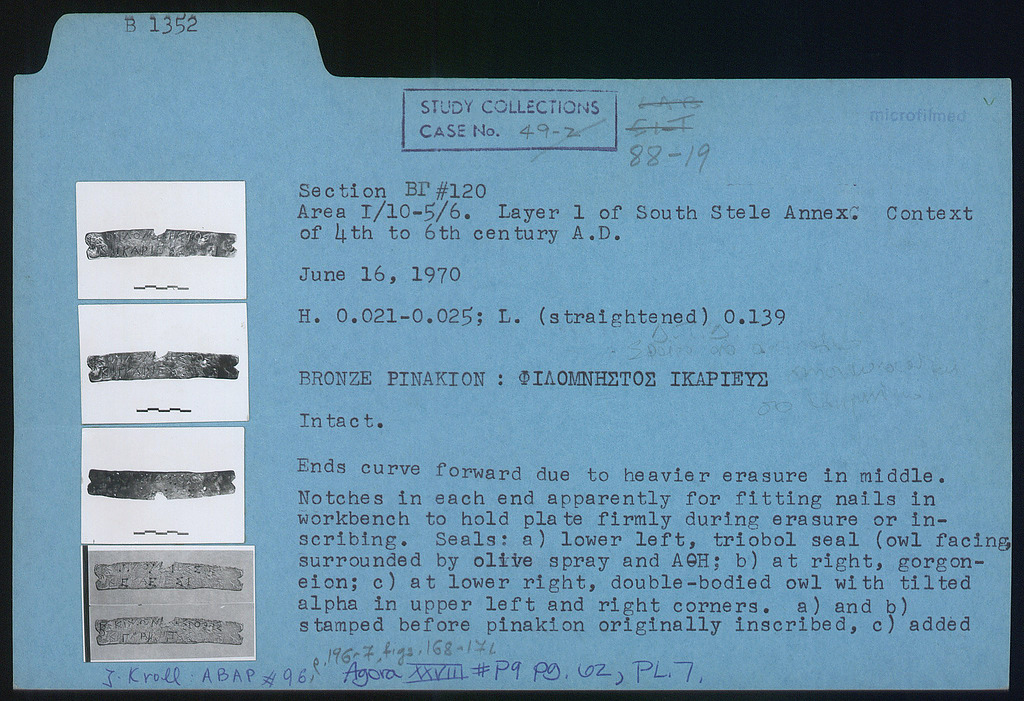 B 1352
STUDY COLLECTIONS
CASE No. 49-2
88-19
microfilmed
Section ΒΓ #120
Area I/10-5/6. Layer 1 of South Stele Annex. Context
of 4th to 6th century A.D.
June 16, 1970
H. 0.021-0.025; L. (straightened) 0.139
BRONZE PINAKION : ΦΙΛΟΜΝΗΣΤΟΣ ΙΚΑΡΙΕΥΣ
Intact.
Ends curve forward due to heavier erasure in middle.
Notches in each end apparently for fitting nails in
workbench to hold plate firmly during erasure or in-
scribing. Seals: a) lower left, triobol seal (owl facing
surrounded by olive spray and ΑΘΗ; b) at right, gorgon-
eion; c) at lower right, double-bodied owl with tilted
alpha in upper left and right corners. a) and b)
stamped before pinakion originally inscribed, c) added
p. 196-7, figs. 168-171
J. Kroll ABAP #96, Agora XXVIII #P9 pg. 62, PL. 7.